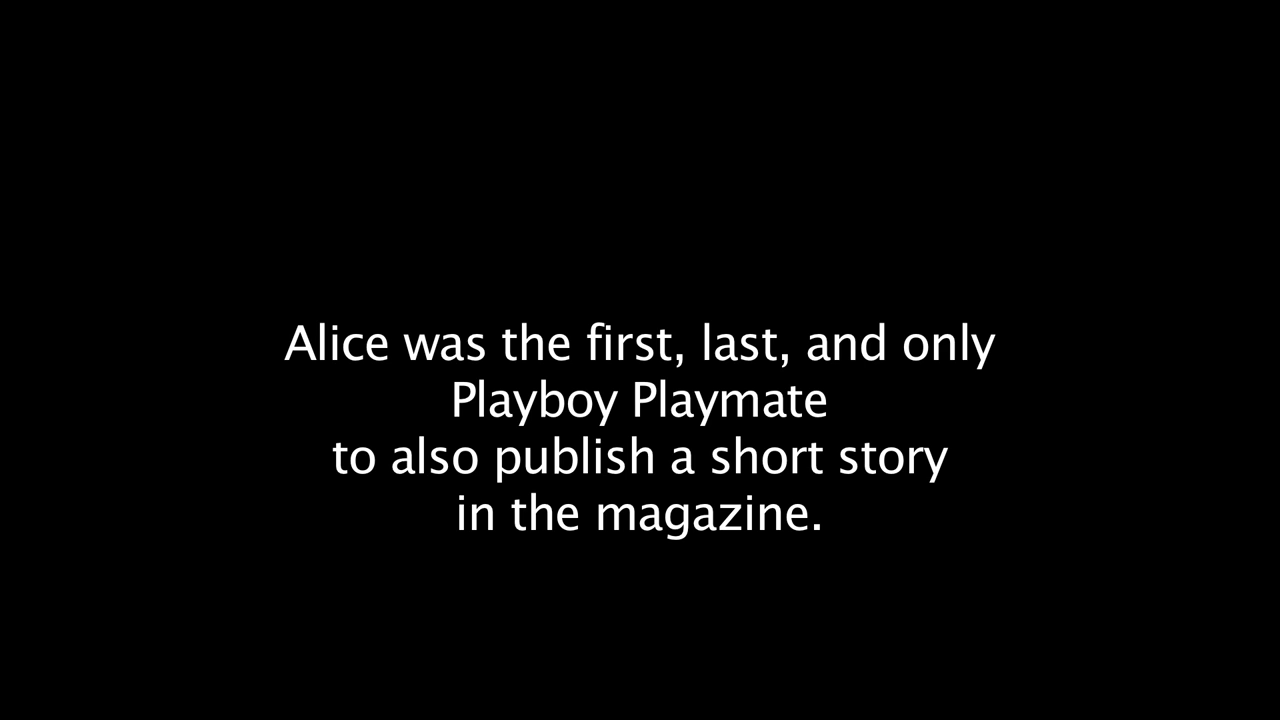 Alice was the first, last, and only
Playboy Playmate
to also publish a short story
in the magazine.